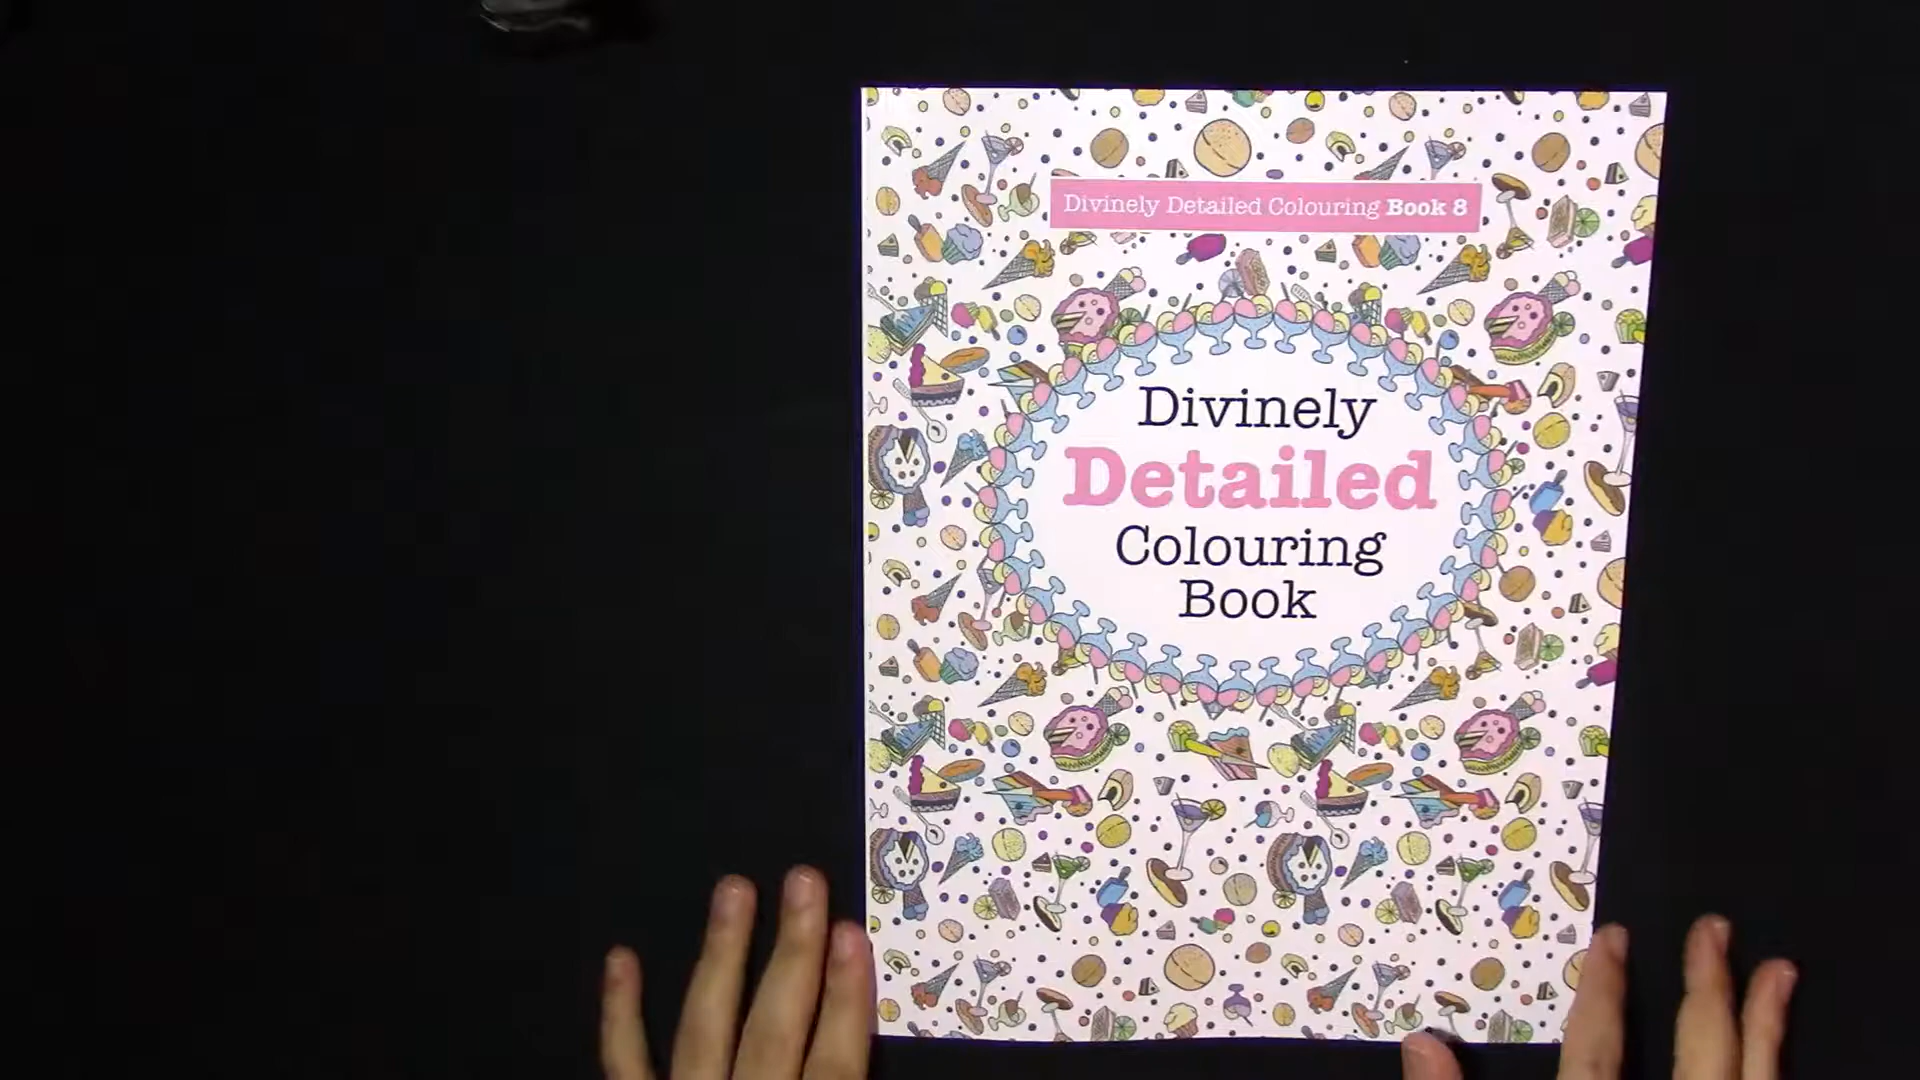 Divinely Detailed Colouring Book 8
Divinely
Detailed
Colouring
Book